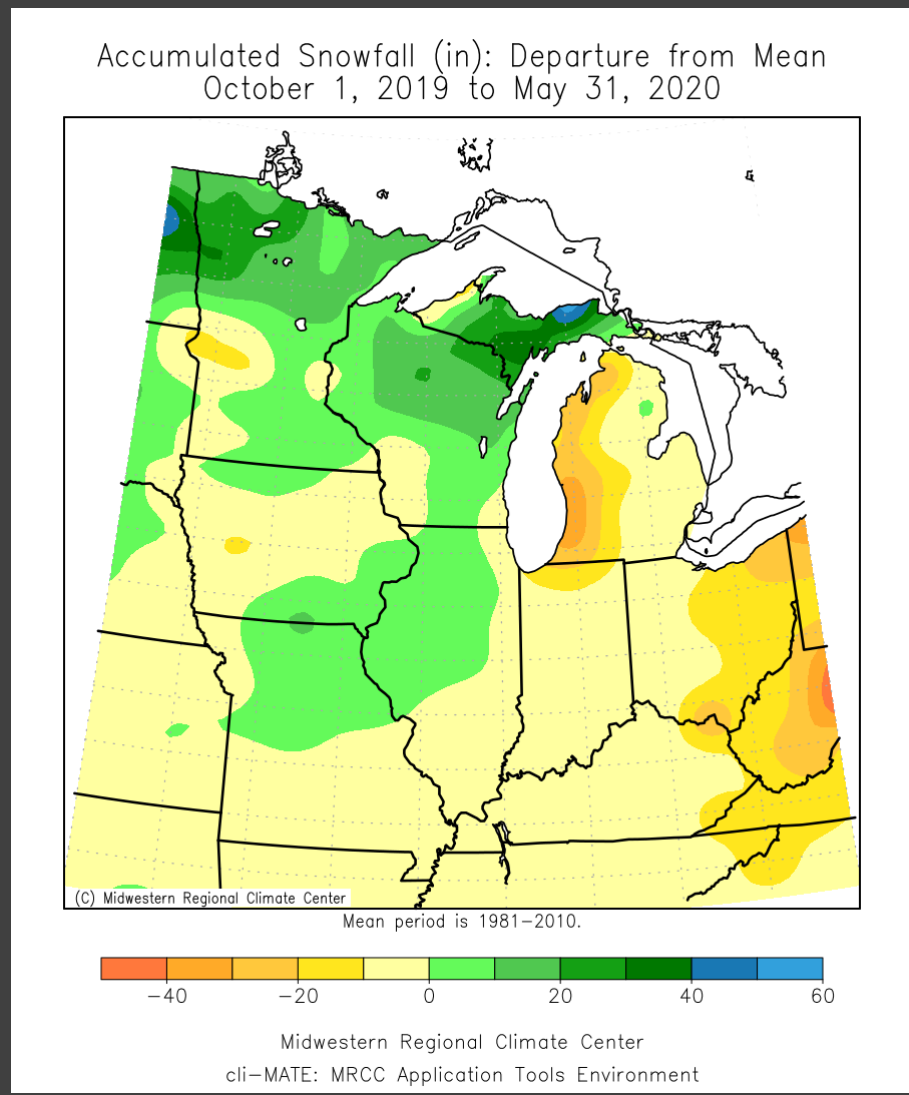 Accumulated Snowfall (in): Departure from Mean
October 1, 2019 to May 31, 2020
(C) Midwestern Regional Climate Center
Mean period is 1981-2010.
-40 -20 0 20 40 60
Midwestern Regional Climate Center
cli-MATE: MRCC Application Tools Environment